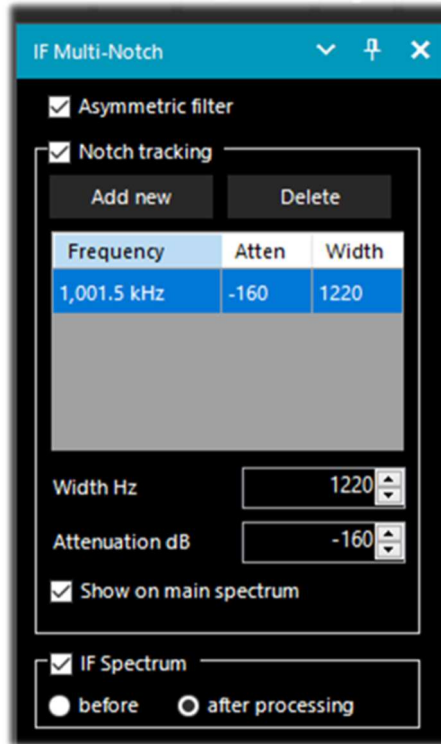 IF Multi-Notch
Asymmetric filter
Notch tracking
Add new Delete
Frequency Atten Width
1,001.5 kHz -160 1220
Width Hz 1220
Attenuation dB -160
Show on main spectrum
IF Spectrum
before after processing